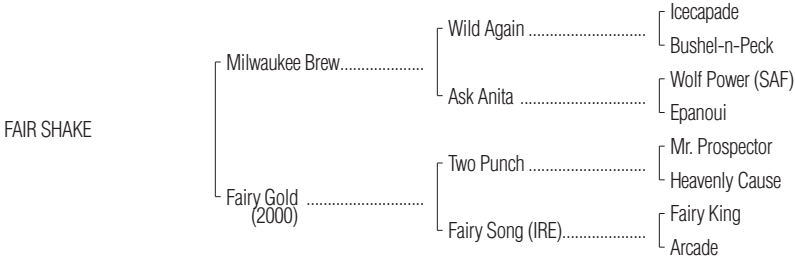 Icecapade
Wild Again ..............................
Bushel-n-Peck
Milwaukee Brew.....................
Wolf Power (SAF)
Ask Anita ................................
Epanoui
FAIR SHAKE
Mr. Prospector
Two Punch ..............................
Heavenly Cause
Fairy Gold ..............................
(2000)
Fairy King
Fairy Song (IRE).....................
Arcade